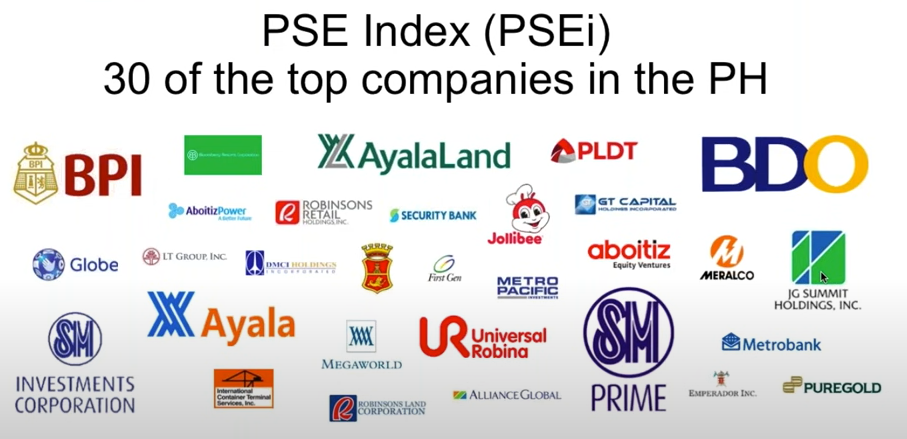 PSE Index (PSEi)
30 of the top companies in the PH
BPI
BPI
AyalaLand
PLDT
BDO
AboitizPower
A Better Future
ROBINSONS
RETAIL
HOLDINGS, INC.
SECURITY BANK
Jollibee
GT CAPITAL
HOLDINGS INCORPORATED
Globe
LT GROUP, INC.
DMCI HOLDINGS
INCORPORATED
First Gen
METRO
PACIFIC
INVESTMENTS
aboitiz
Equity Ventures
MERALCO
JG SUMMIT
HOLDINGS, INC.
SM
INVESTMENTS
CORPORATION
Ayala
MEGAWORLD
UR Universal
Robina
SM
PRIME
Metrobank
International
Container Terminal
Services, Inc.
ROBINSONS LAND
CORPORATION
ALLIANCE GLOBAL
EMPERADOR INC.
PUREGOLD